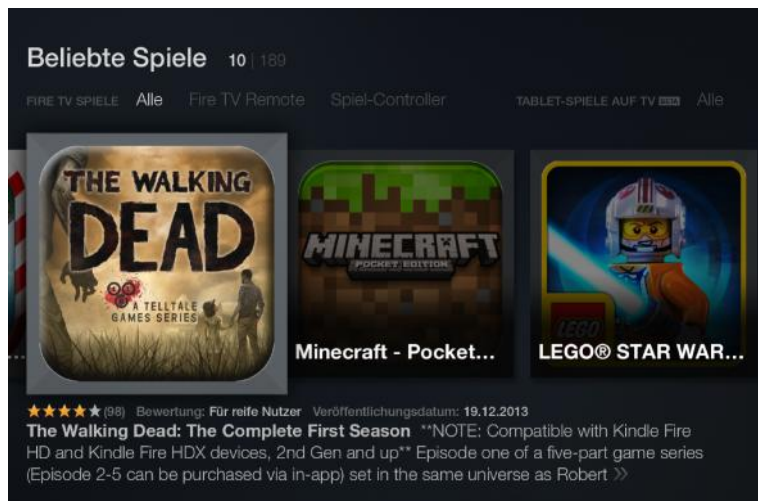 Beliebte Spiele 10 | 189
FIRE TV SPIELE Alle Fire TV Remote Spiel-Controller TABLET-SPIELE AUF TV BETA Alle
THE WALKING
DEAD
A TELLTALE
GAMES SERIES
MINECRAFT
POCKET EDITION
LEGO
...
Minecraft - Pocket...
LEGO® STAR WAR...
(98) Bewertung: Für reife Nutzer Veröffentlichungsdatum: 19.12.2013
The Walking Dead: The Complete First Season **NOTE: Compatible with Kindle Fire
HD and Kindle Fire HDX devices, 2nd Gen and up** Episode one of a five-part game series
(Episode 2-5 can be purchased via in-app) set in the same universe as Robert >>